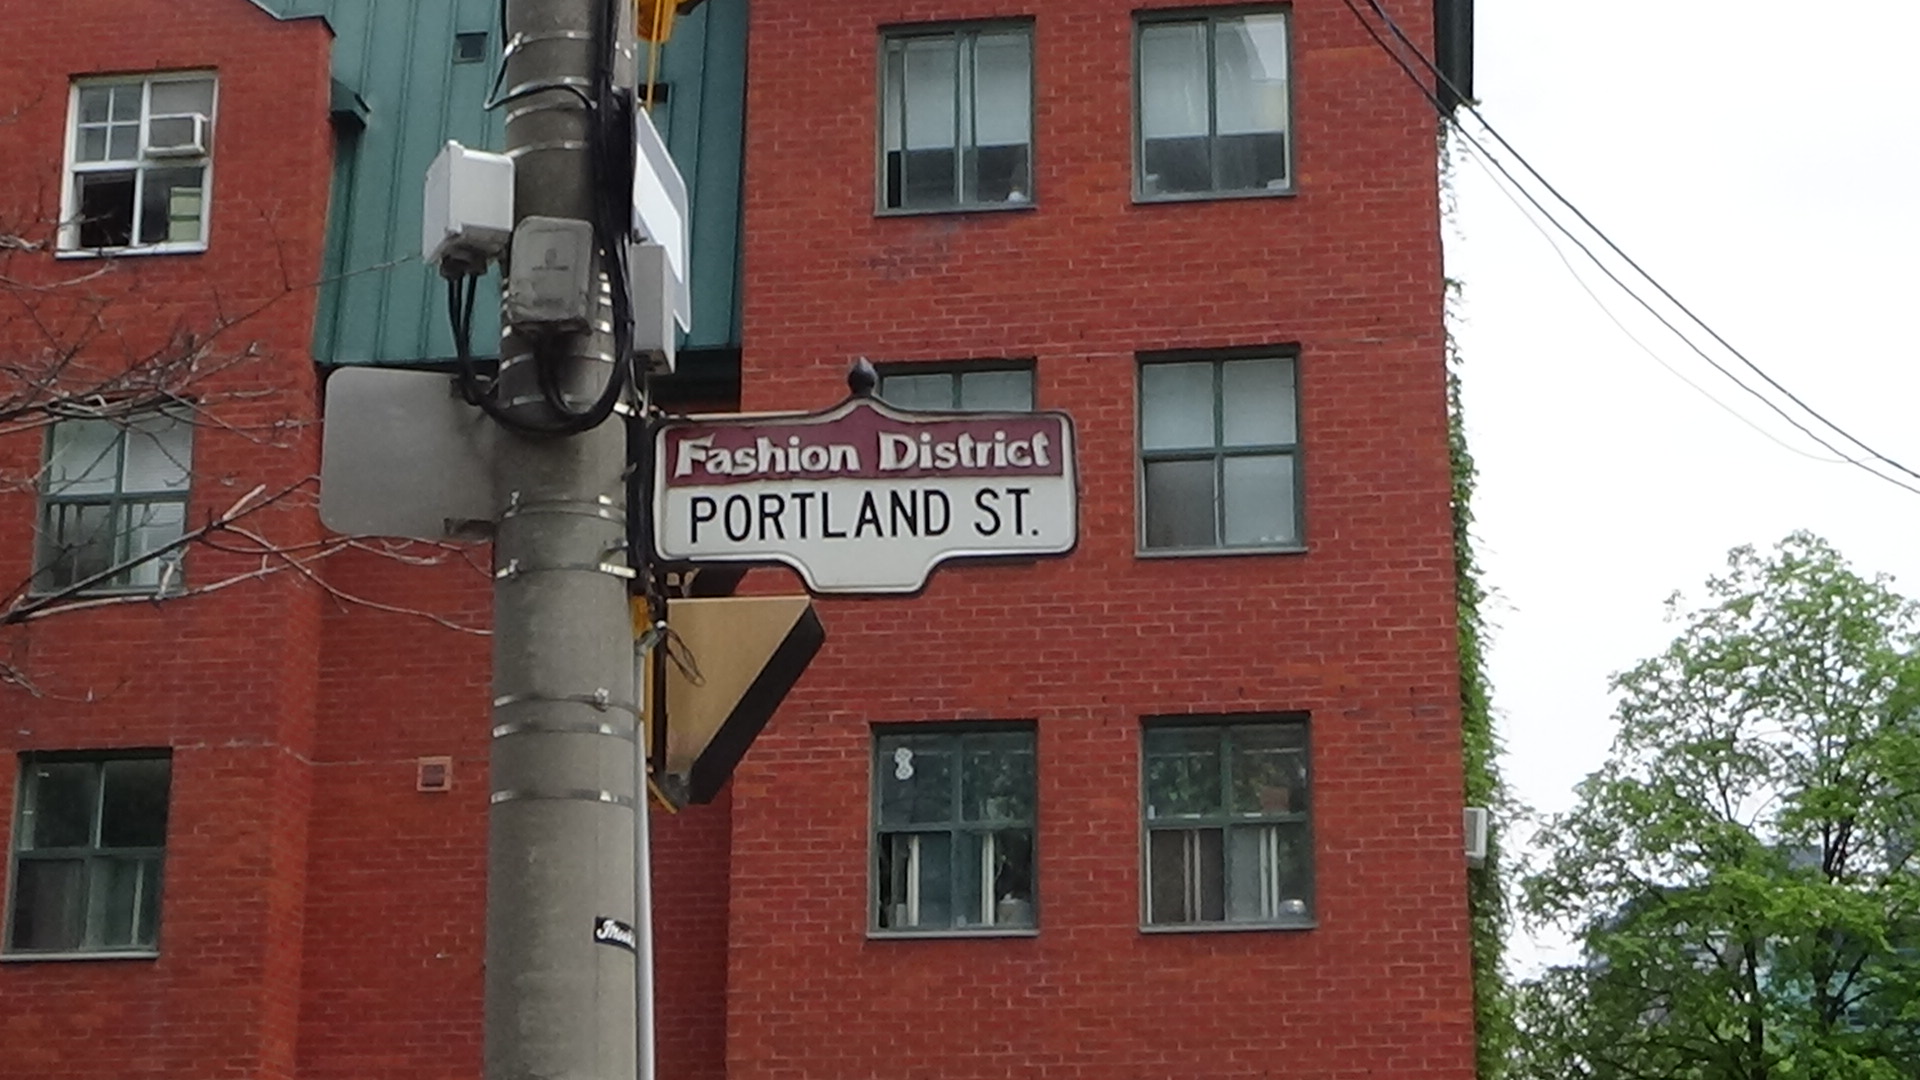 Fashion District
PORTLAND ST.